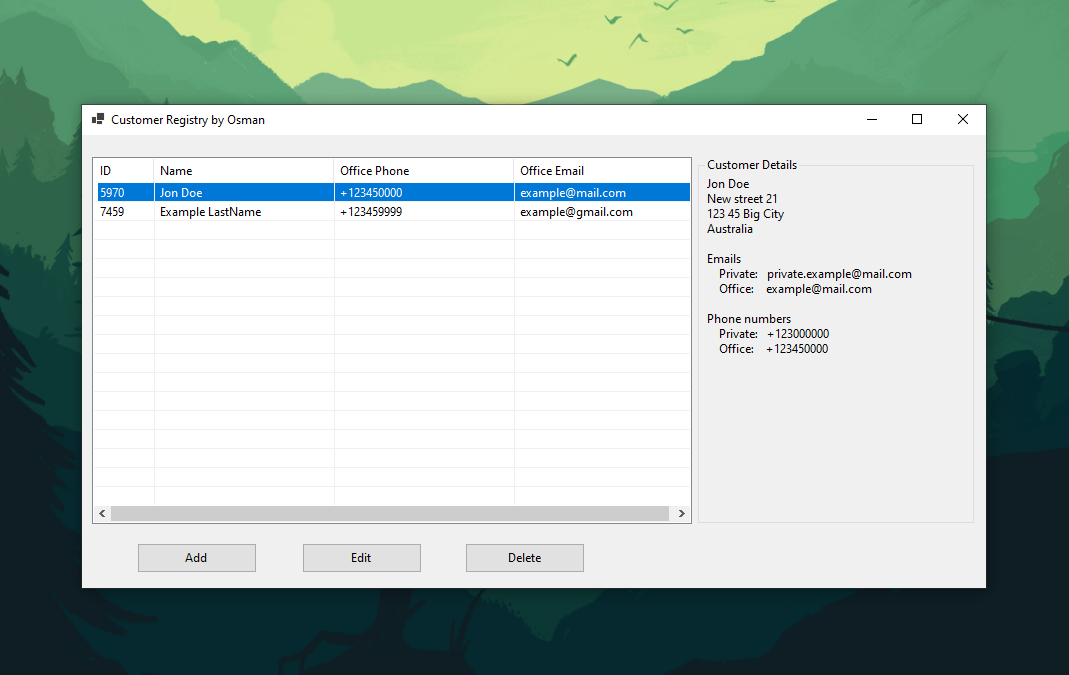 Customer Registry by Osman
ID Name Office Phone Office Email
5970 Jon Doe +123450000 example@mail.com
7459 Example LastName +123459999 example@gmail.com
Customer Details
Jon Doe
New street 21
123 45 Big City
Australia
Emails
Private: private.example@mail.com
Office: example@mail.com
Phone numbers
Private: +123000000
Office: +123450000
Add Edit Delete